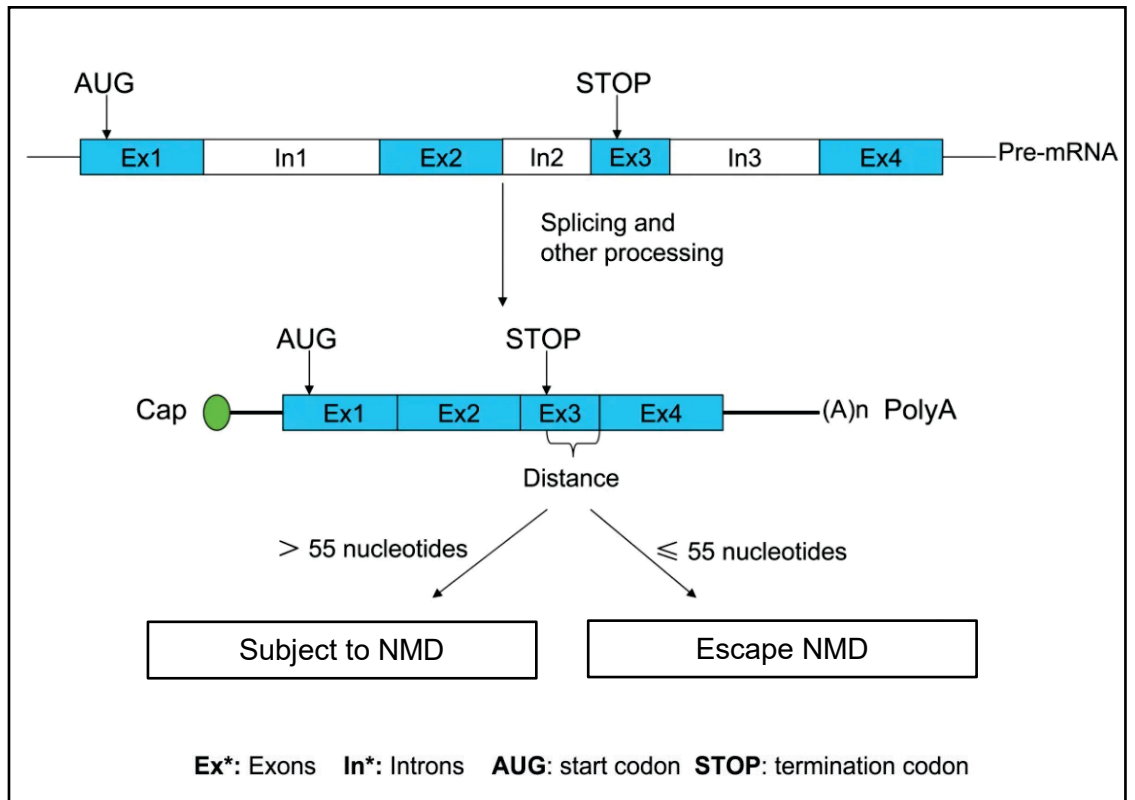 AUG STOP
Ex1 In1 Ex2 In2 Ex3 In3 Ex4 Pre-mRNA
Splicing and
other processing
AUG STOP
Cap Ex1 Ex2 Ex3 Ex4 (A)n PolyA
Distance
> 55 nucleotides ≦ 55 nucleotides
Subject to NMD Escape NMD
Ex*: Exons In*: Introns AUG: start codon STOP: termination codon